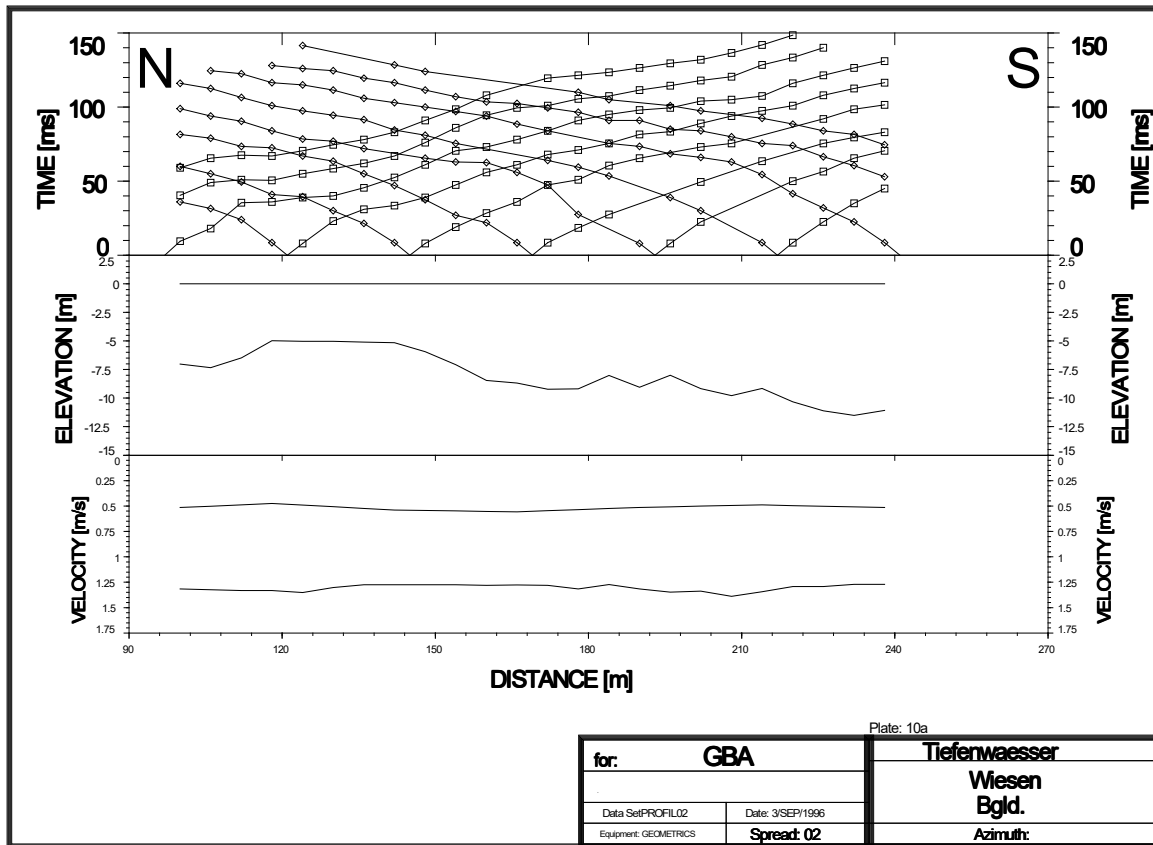 150
100
50
0
TIME [ms]
N
S
150
100
50
0
TIME [ms]
2.5
0
-2.5
-5
-7.5
-10
-12.5
-15
ELEVATION [m]
2.5
0
-2.5
-5
-7.5
-10
-12.5
-15
ELEVATION [m]
0
0.25
0.5
0.75
1
1.25
1.5
1.75
VELOCITY [m/s]
0
0.25
0.5
0.75
1
1.25
1.5
1.75
VELOCITY [m/s]
90 120 150 180 210 240 270
DISTANCE [m]
Plate: 10a
for: GBA
Data SetPROFIL02 Date: 3/SEP/1996
Equipment: GEOMETRICS Spread: 02
Tiefenwaesser
Wiesen
Bgld.
Azimuth: